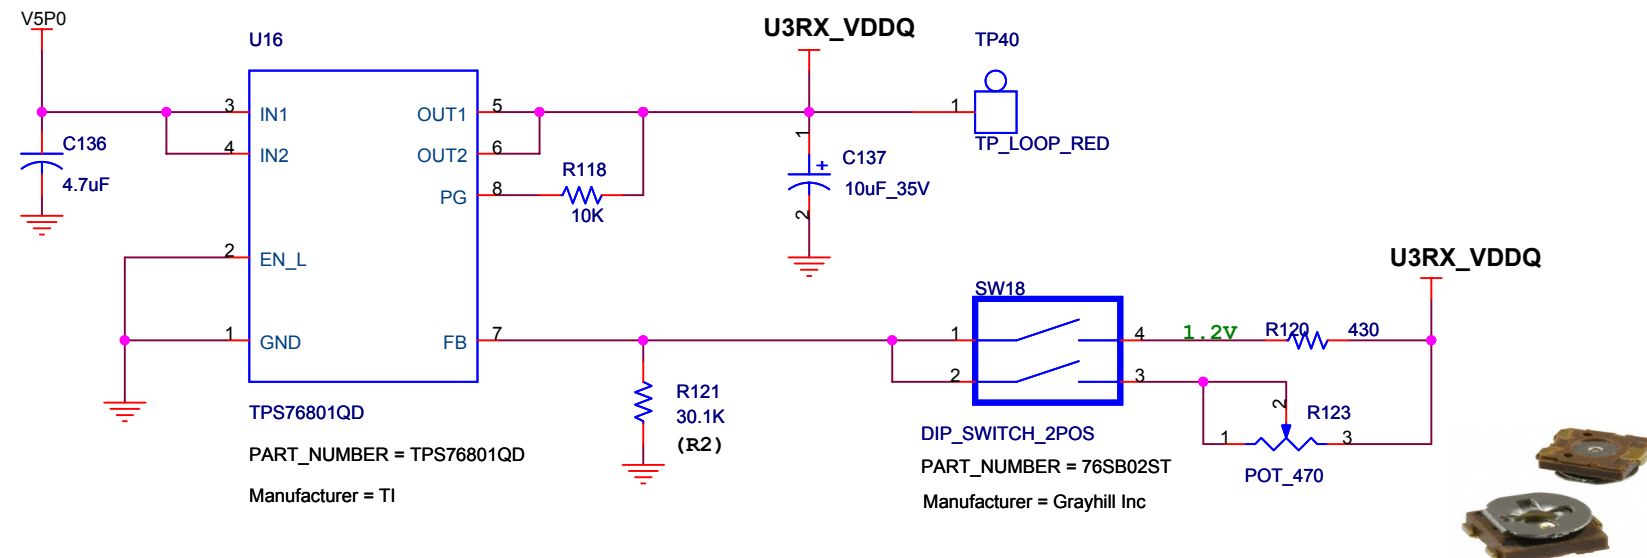 V5P0
U16
U3RX_VDDQ
TP40
3
IN1
OUT1
5
1
4
IN2
OUT2
6
TP_LOOP_RED
C136
4.7uF
PG
8
R118
10K
1
+
C137
10uF_35V
2
2
EN_L
1
GND
FB
7
TPS76801QD
PART_NUMBER = TPS76801QD
Manufacturer = TI
R121
30.1K
(R2)
SW18
1
4
2
3
DIP_SWITCH_2POS
PART_NUMBER = 76SB02ST
Manufacturer = Grayhill Inc
1.2V
R120
430
U3RX_VDDQ
2
R123
1
3
POT_470